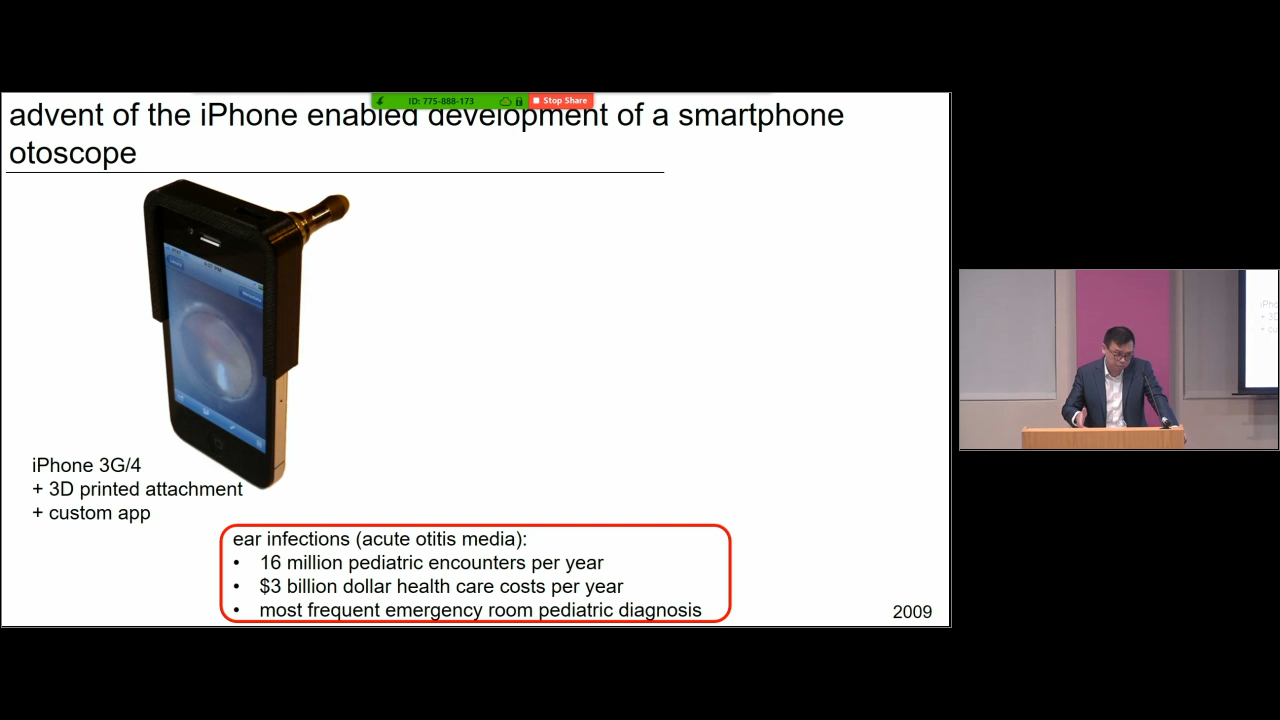 ID: 775-888-173
Stop Share
advent of the iPhone enabled development of a smartphone
otoscope
iPhone 3G/4
+ 3D printed attachment
+ custom app
ear infections (acute otitis media):
• 16 million pediatric encounters per year
• $3 billion dollar health care costs per year
• most frequent emergency room pediatric diagnosis
2009